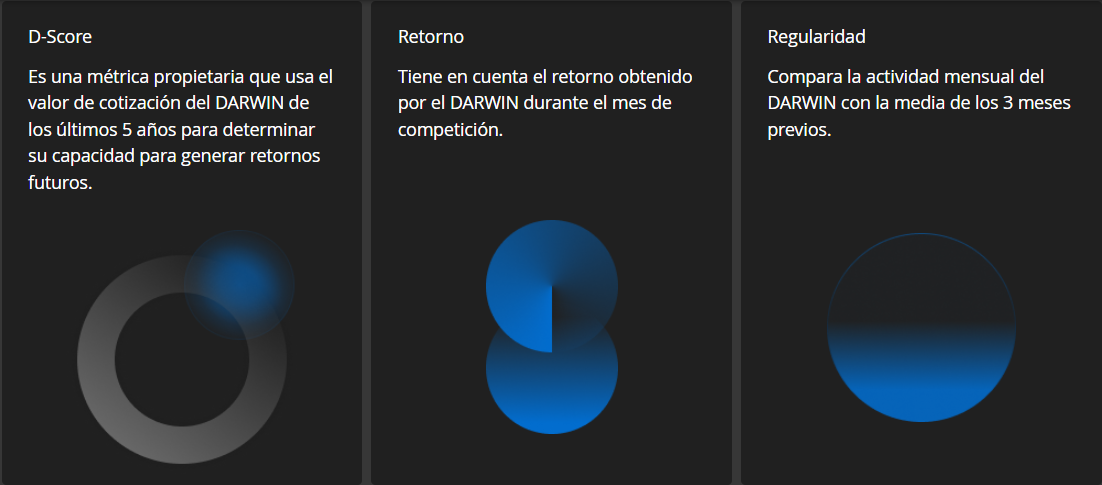 D-Score
Es una métrica propietaria que usa el
valor de cotización del DARWIN de
los últimos 5 años para determinar
su capacidad para generar retornos
futuros.
Retorno
Tiene en cuenta el retorno obtenido
por el DARWIN durante el mes de
competición.
Regularidad
Compara la actividad mensual del
DARWIN con la media de los 3 meses
previos.